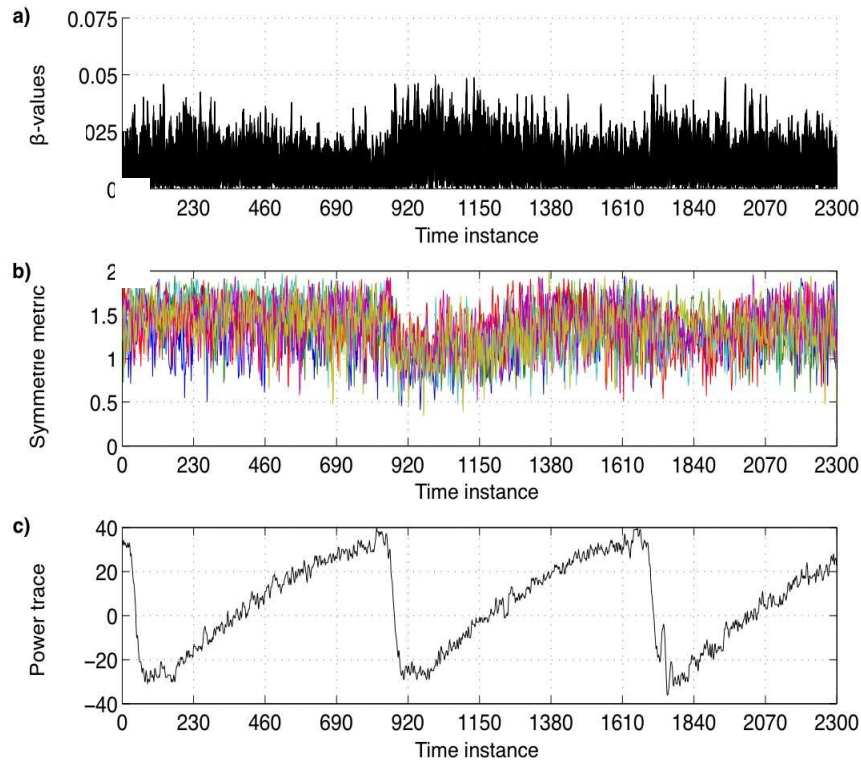 a)
0.075
0.05
025
0
β-values
230 460 690 920 1150 1380 1610 1840 2070 2300
Time instance
b)
2
1.5
1
0.5
0
Symmetrie metric
0 230 460 690 920 1150 1380 1610 1840 2070 2300
Time instance
c)
40
20
0
−20
−40
Power trace
0 230 460 690 920 1150 1380 1610 1840 2070 2300
Time instance